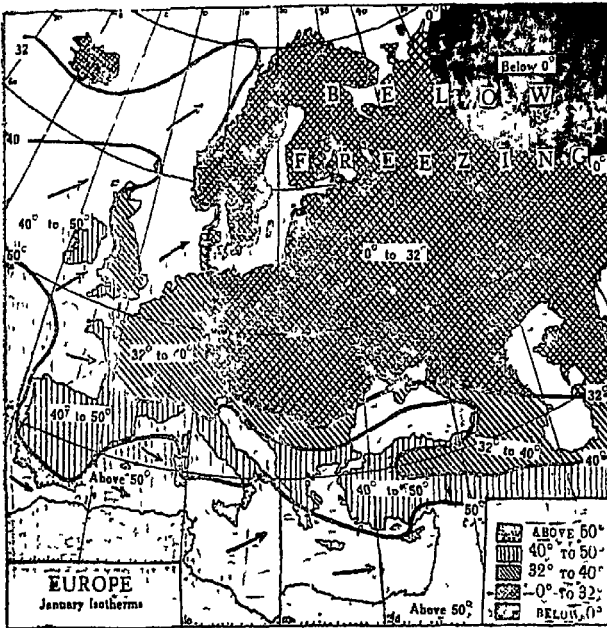 32
0°
Below 0°
B E L O W
40
F R E E Z I N G
0°
40° to 50°
50°
0° to 32°
32° to 40°
32°
40° to 50°
32° to 40°
40°
Above 50°
40° to 50°
50°
ABOVE 50°
40° TO 50°
32° TO 40°
0° TO 32°
BELOW 0°
EUROPE
January Isotherms
Above 50°